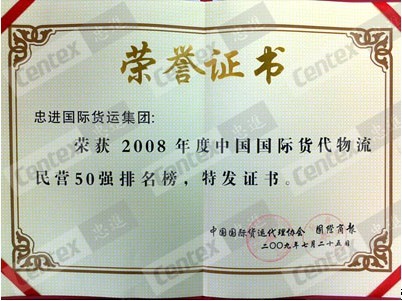 荣誉证书
忠进国际货运集团:
荣获 2008 年度中国国际货代物流
民营50强排名榜，特发证书。
中国国际货运代理协会 国际商报
二〇〇九年七月二十五日
Centex 忠進